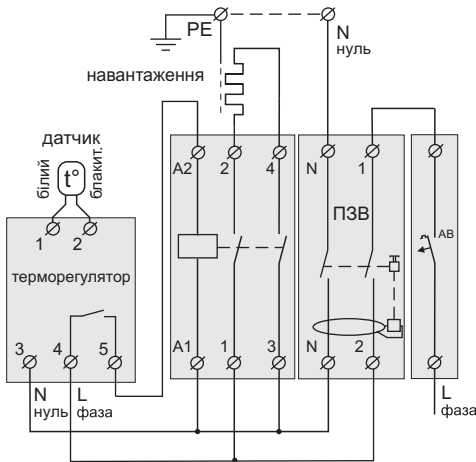 PE
N
нуль
навантаження
датчик
білий
t°
блакит.
A2
2
4
N
1
ПЗВ
АВ
1
2
терморегулятор
3
4
5
A1
1
3
N
2
N
нуль
L
фаза
L
фаза